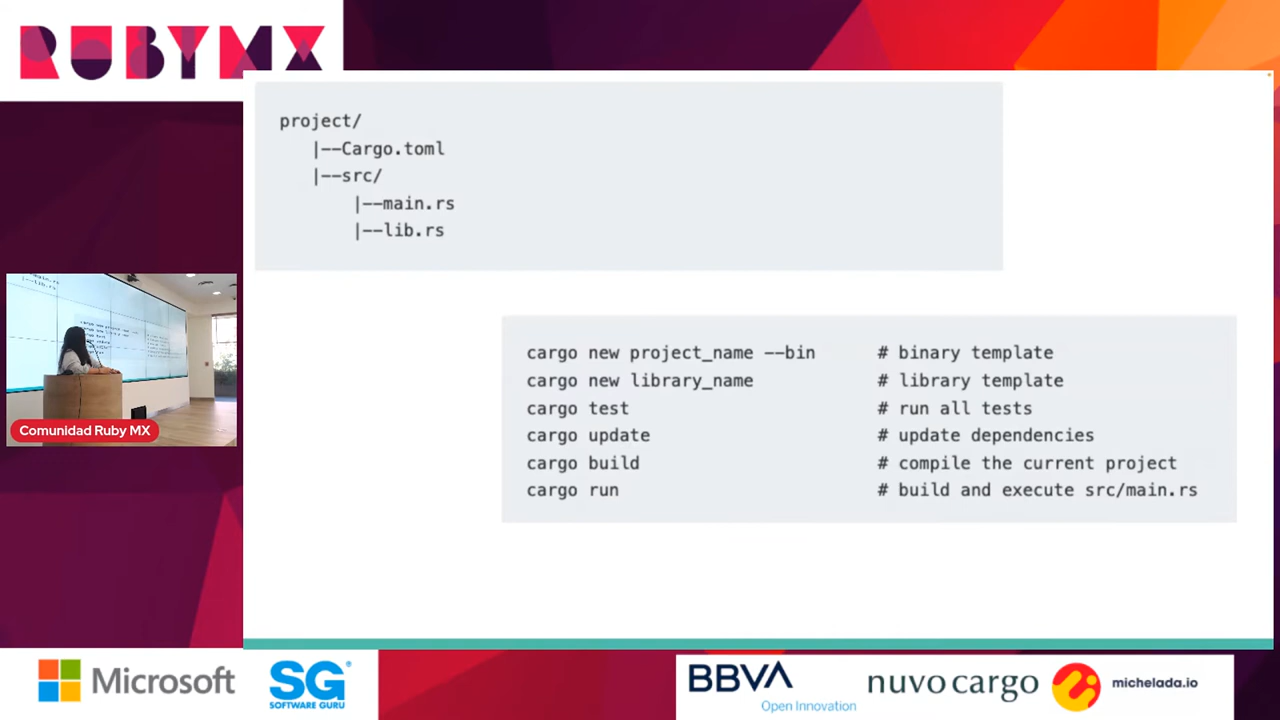 RUBYMX
project/
|--Cargo.toml
|--src/
|--main.rs
|--lib.rs
cargo new project_name --bin # binary template
cargo new library_name # library template
cargo test # run all tests
cargo update # update dependencies
cargo build # compile the current project
cargo run # build and execute src/main.rs
Comunidad Ruby MX
Microsoft
SG
SOFTWARE GURU
BBVA
Open Innovation
nuvocargo
michelada.io